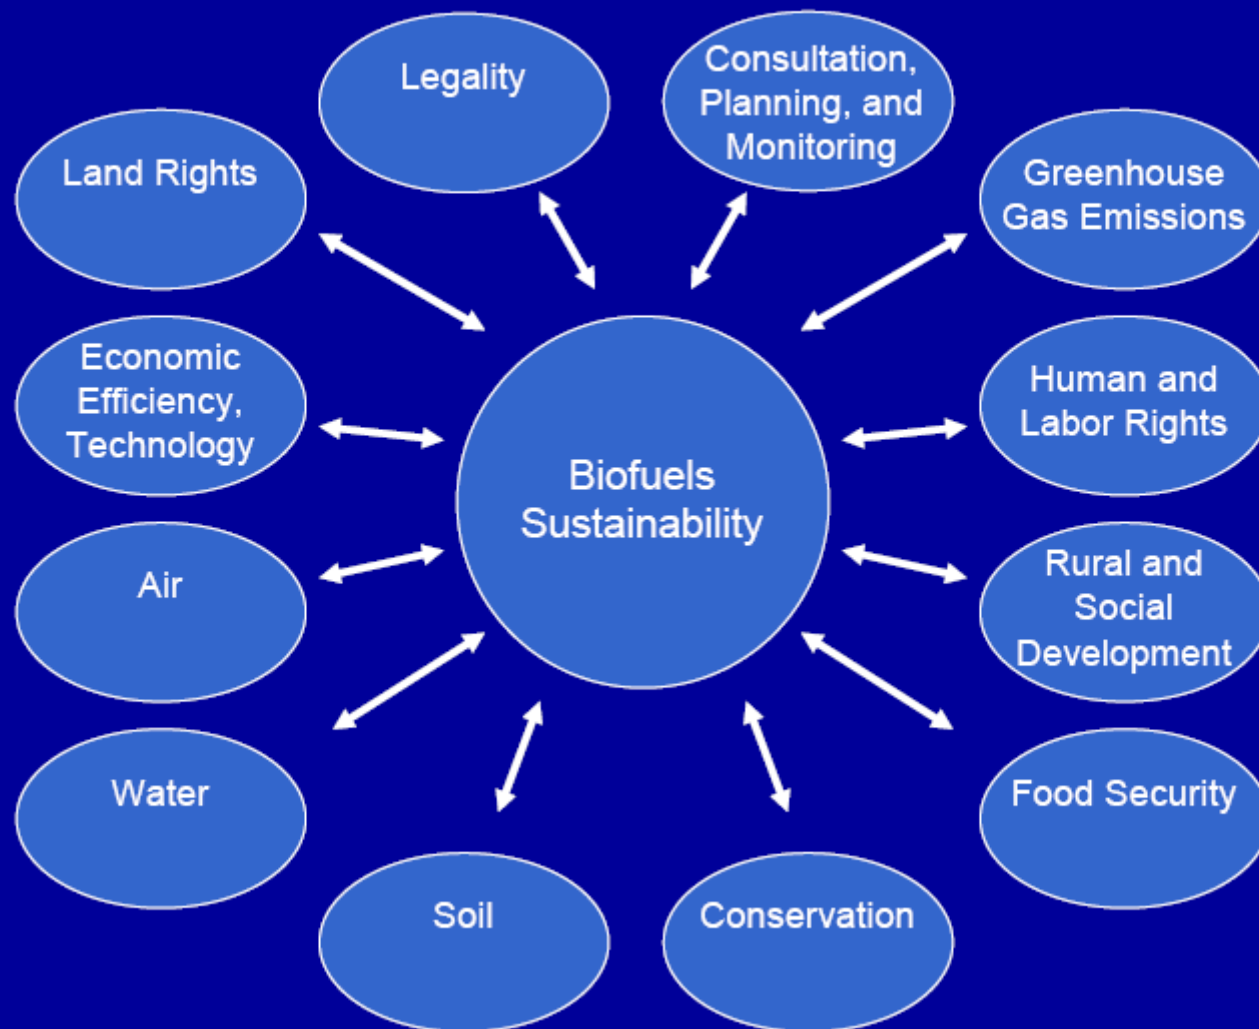 Legality
Consultation,
Planning, and
Monitoring
Land Rights
Greenhouse
Gas Emissions
Economic
Efficiency,
Technology
Human and
Labor Rights
Biofuels
Sustainability
Air
Rural and
Social
Development
Water
Food Security
Soil
Conservation